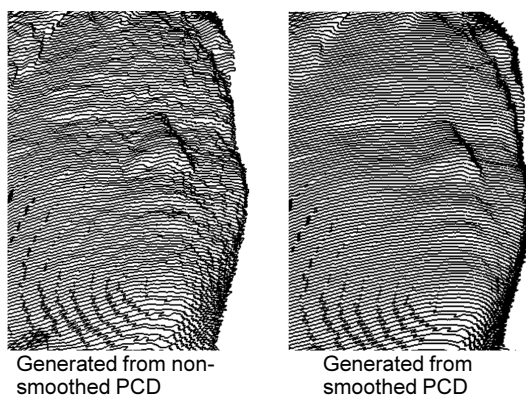 Generated from non-
smoothed PCD
Generated from
smoothed PCD